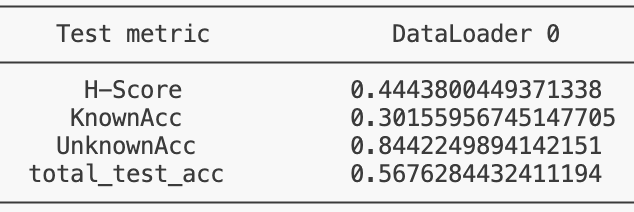 Test metric DataLoader 0
H-Score 0.4443800449371338
KnownAcc 0.30155956745147705
UnknownAcc 0.8442249894142151
total_test_acc 0.5676284432411194